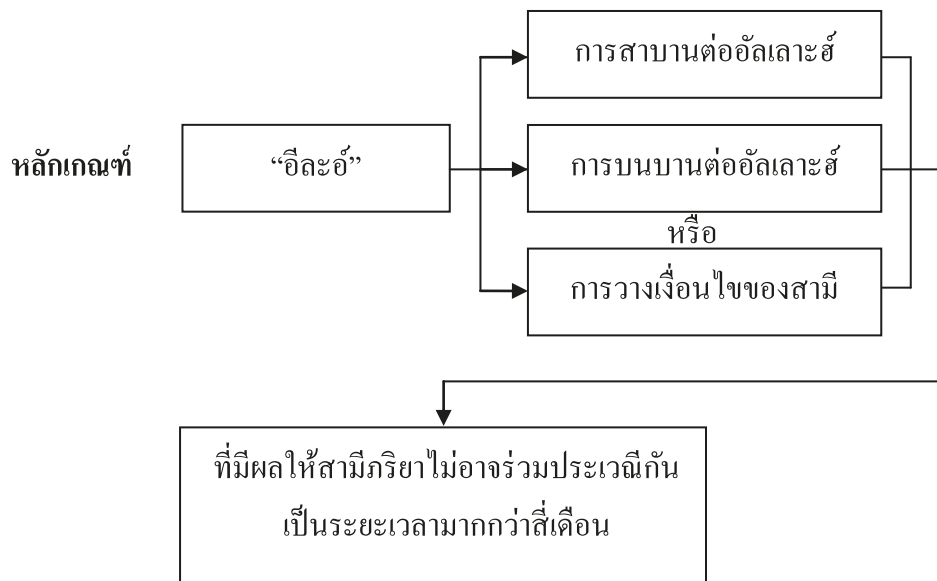 การสาบานต่ออัลเลาะฮ์
หลักเกณฑ์
“อีละอ์”
การบนบานต่ออัลเลาะฮ์
หรือ
การวางเงื่อนไขของสามี
ที่มีผลให้สามีภริยาไม่อาจร่วมประเวณีกัน
เป็นระยะเวลามากกว่าสี่เดือน